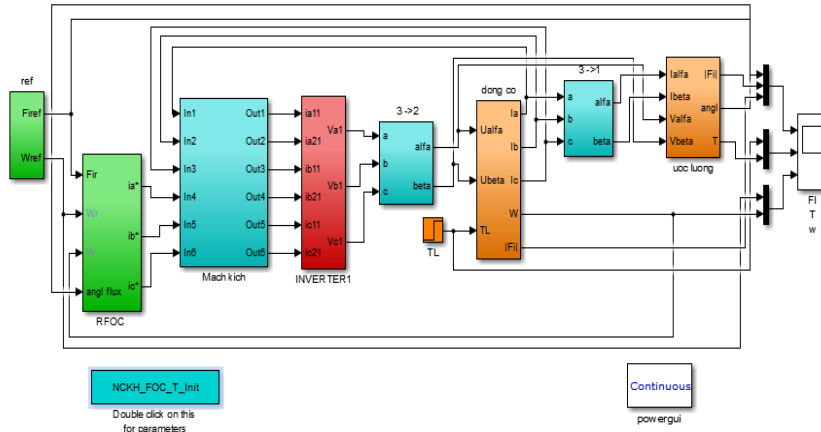 ref
Firef
Wref
Fir
Wr
W
angl flux
ia*
ib*
ic*
RFOC
In1
In2
In3
In4
In5
In6
Out1
Out2
Out3
Out4
Out5
Out6
Mach kich
ia11
ia21
ib11
ib21
ic11
ic21
Va1
Vb1
Vc1
INVERTER1
3->2
a
b
c
alfa
beta
TL
dong co
Ualfa
Ubeta
TL
Ia
Ib
Ic
W
|Fi|
3->1
a
b
c
alfa
beta
Ialfa
Ibeta
Valfa
Vbeta
|Fi|
angl
T
uoc luong
FI
T
w
NCKH_FOC_T_Init
Double click on this
for parameters
Continuous
powergui